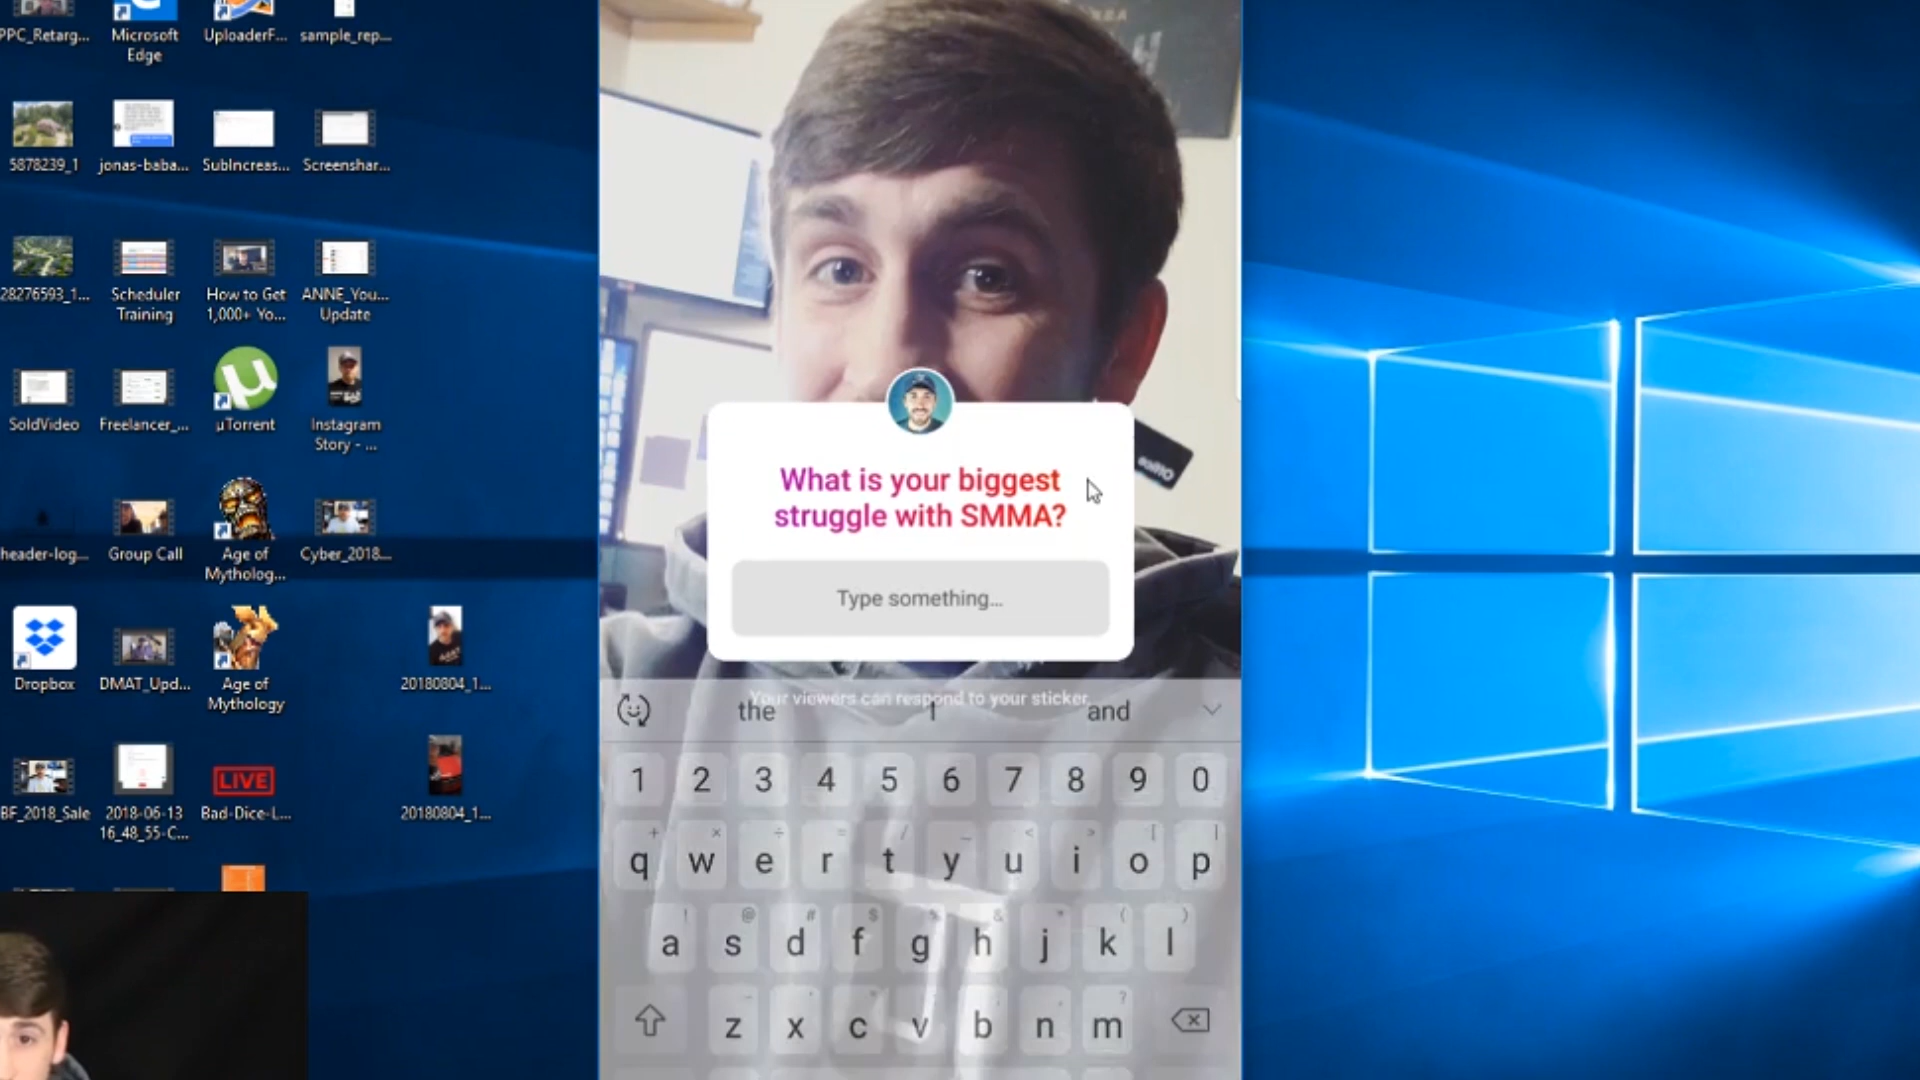 PPC_Retarg...
Microsoft
Edge
UploaderF...
sample_rep...
5878239_1
jonas-baba...
SubIncreas...
Screenshar...
28276593_1...
Scheduler
Training
How to Get
1,000+ Yo...
ANNE_You...
Update
SoldVideo
Freelancer_...
µTorrent
Instagram
Story - ...
header-log...
Group Call
Age of
Mytholog...
Cyber_2018...
Dropbox
DMAT_Upd...
Age of
Mythology
20180804_1...
BF_2018_Sale
2018-06-13
16_48_55-C...
LIVE
Bad-Dice-L...
20180804_1...
What is your biggest
struggle with SMMA?
Type something...
Your viewers can respond to your sticker.
the I and
1 2 3 4 5 6 7 8 9 0
q w e r t y u i o p
a s d f g h j k l
z x c v b n m